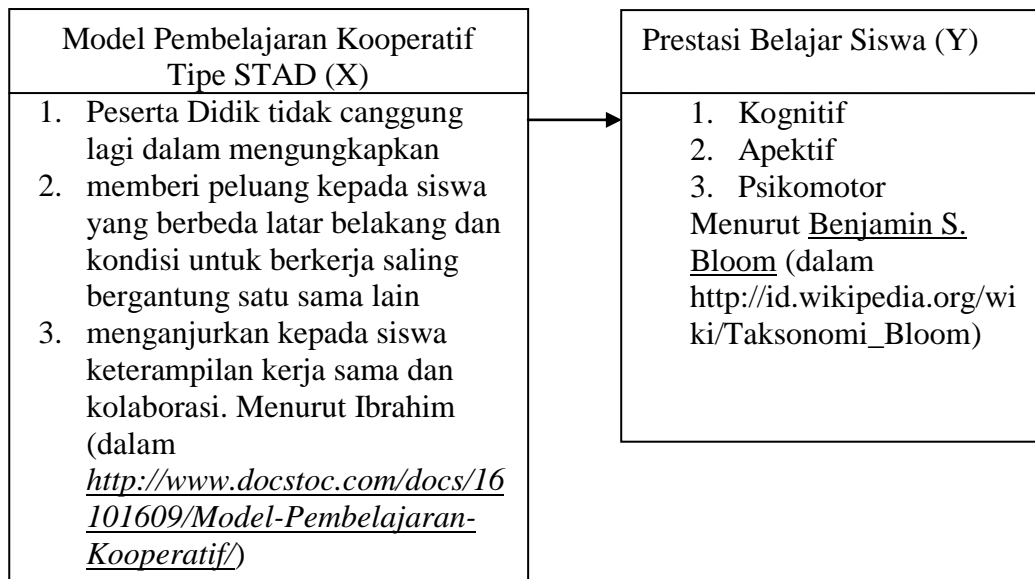 Model Pembelajaran Kooperatif
Tipe STAD (X)
1. Peserta Didik tidak canggung
lagi dalam mengungkapkan
2. memberi peluang kepada siswa
yang berbeda latar belakang dan
kondisi untuk berkerja saling
bergantung satu sama lain
3. menganjurkan kepada siswa
keterampilan kerja sama dan
kolaborasi. Menurut Ibrahim
(dalam
http://www.docstoc.com/docs/16
101609/Model-Pembelajaran-
Kooperatif/)
Prestasi Belajar Siswa (Y)
1. Kognitif
2. Apektif
3. Psikomotor
Menurut Benjamin S.
Bloom (dalam
http://id.wikipedia.org/wi
ki/Taksonomi_Bloom)